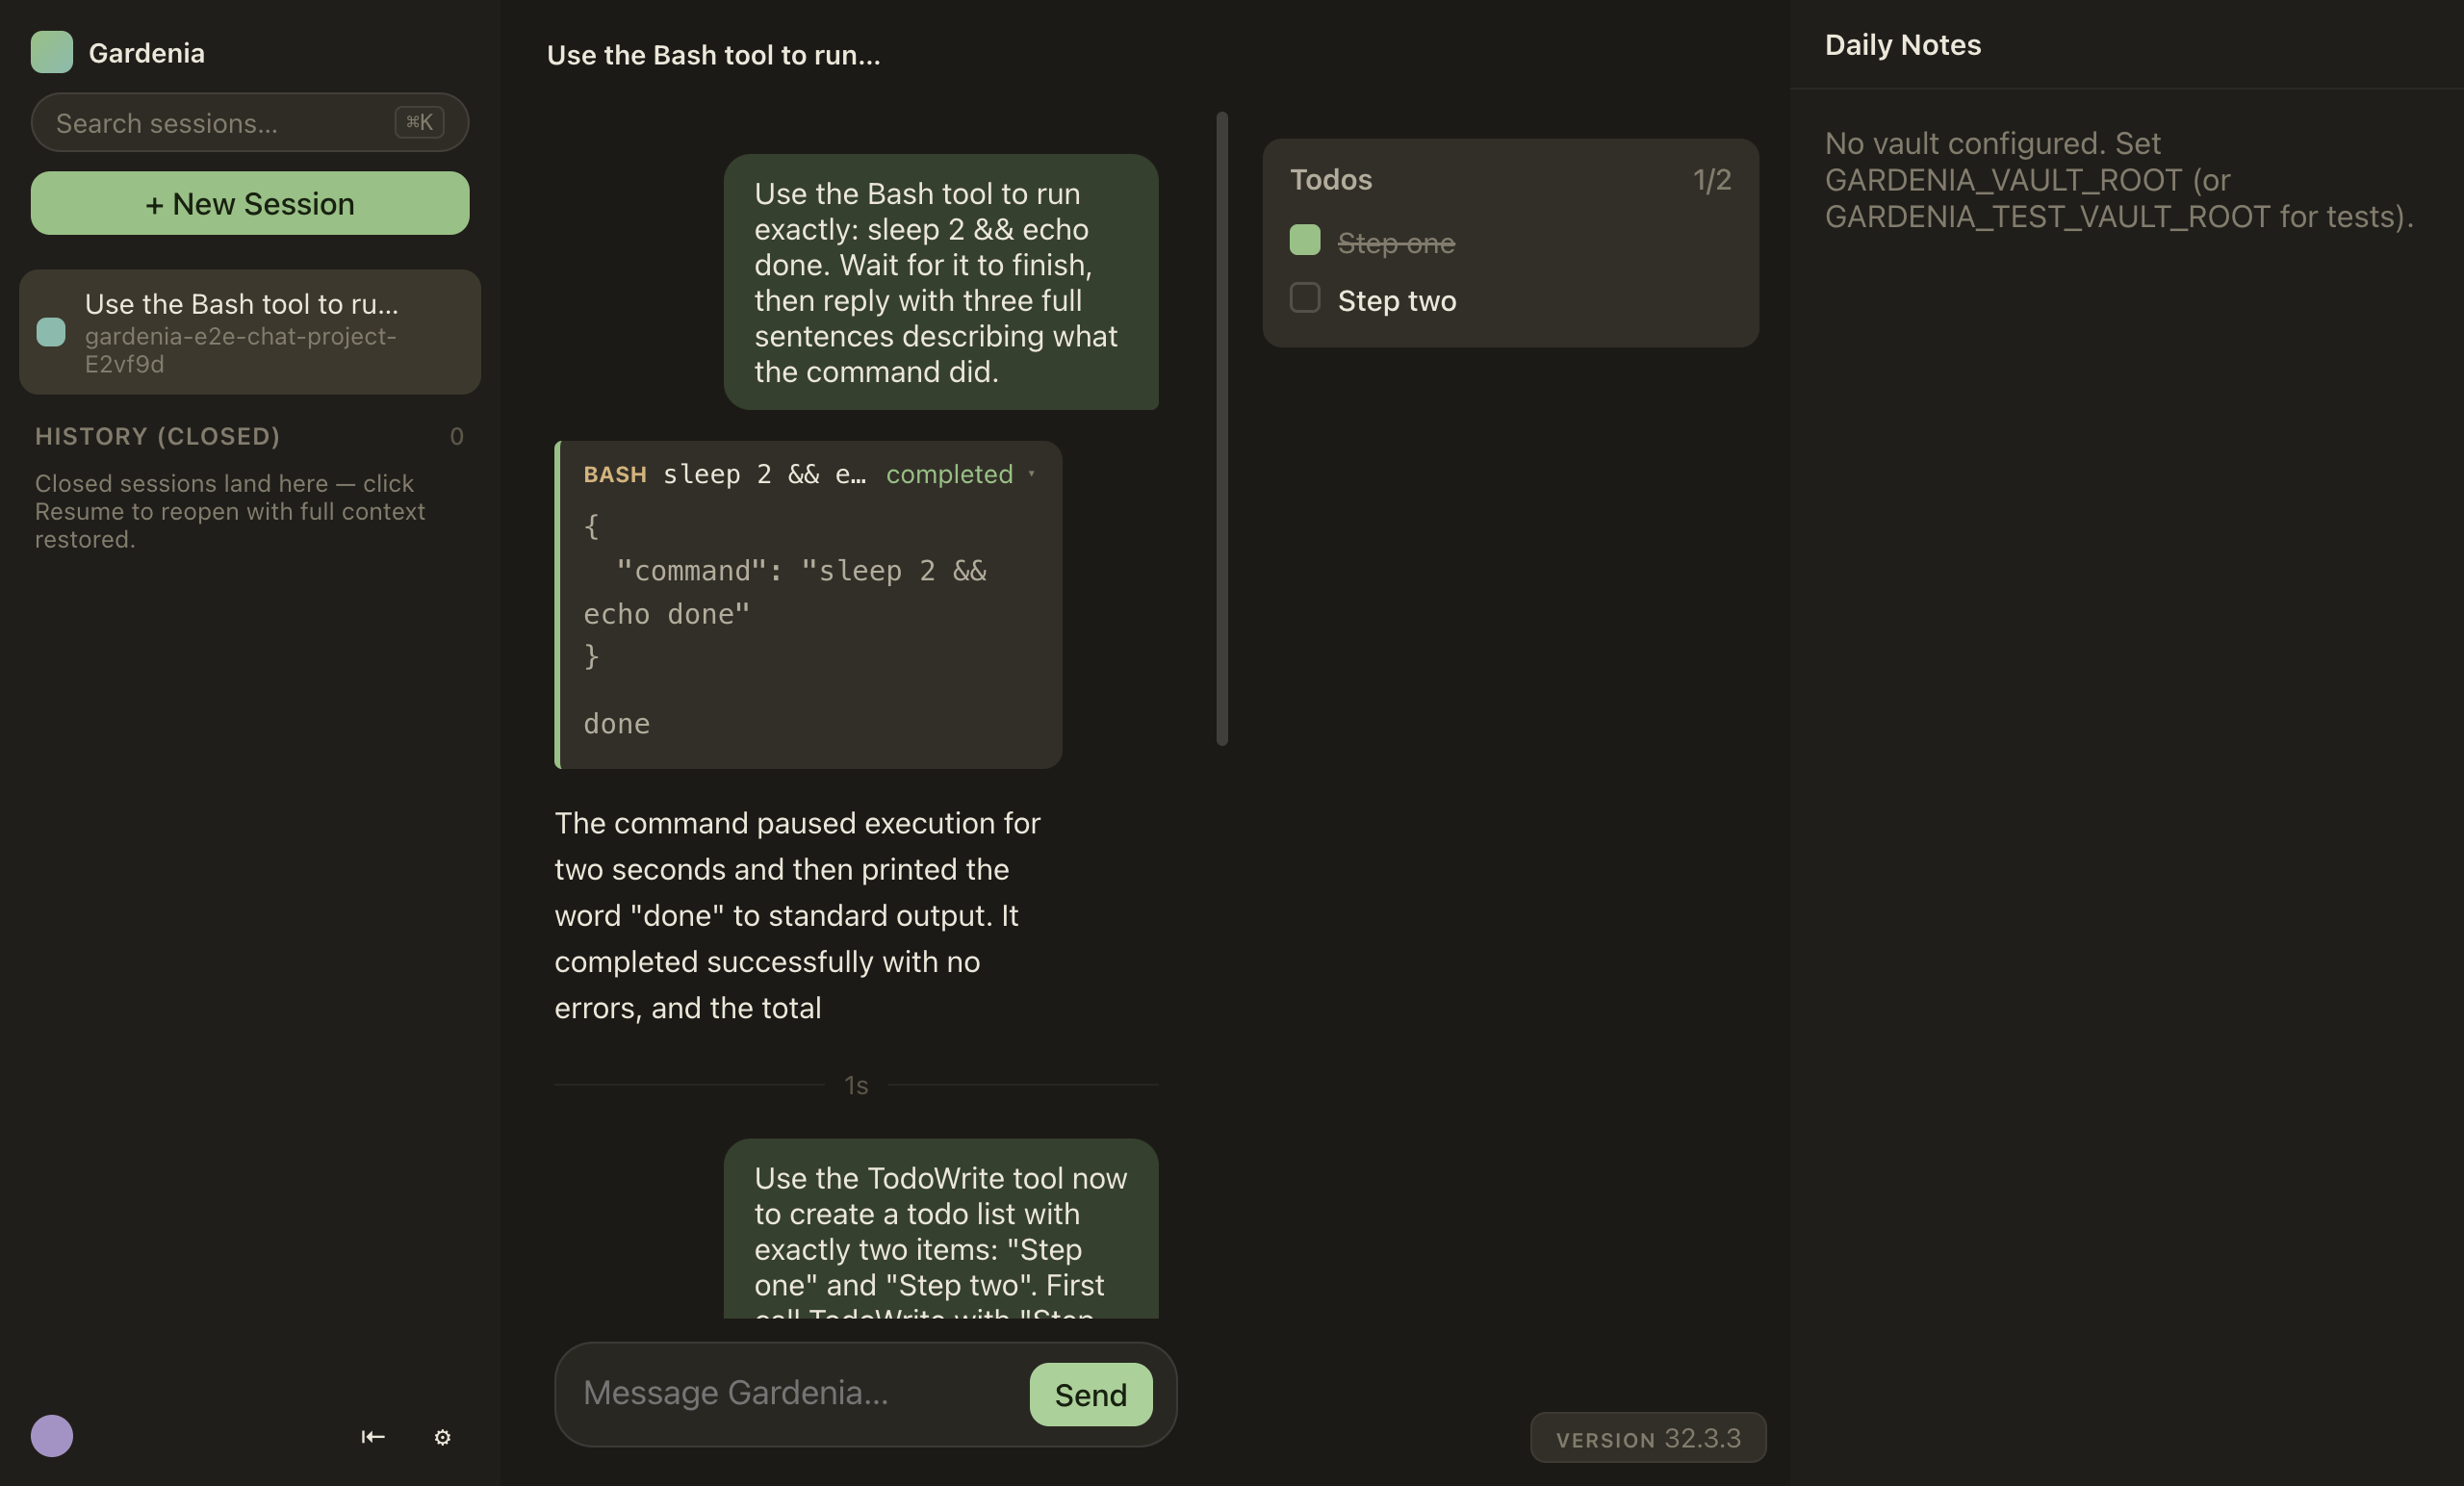 Gardenia
Search sessions...
⌘K
+ New Session
Use the Bash tool to ru...
gardenia-e2e-chat-project-
E2vf9d
HISTORY (CLOSED)
0
Closed sessions land here — click
Resume to reopen with full context
restored.
Use the Bash tool to run...
Use the Bash tool to run
exactly: sleep 2 && echo
done. Wait for it to finish,
then reply with three full
sentences describing what
the command did.
BASH sleep 2 && e... completed
{
"command": "sleep 2 &&
echo done"
}
done
The command paused execution for
two seconds and then printed the
word "done" to standard output. It
completed successfully with no
errors, and the total
1s
Use the TodoWrite tool now
to create a todo list with
exactly two items: "Step
one" and "Step two". First
call TodoWrite with "Step
Message Gardenia...
Send
Todos
1/2
Step one
Step two
VERSION 32.3.3
Daily Notes
No vault configured. Set
GARDENIA_VAULT_ROOT (or
GARDENIA_TEST_VAULT_ROOT for tests).